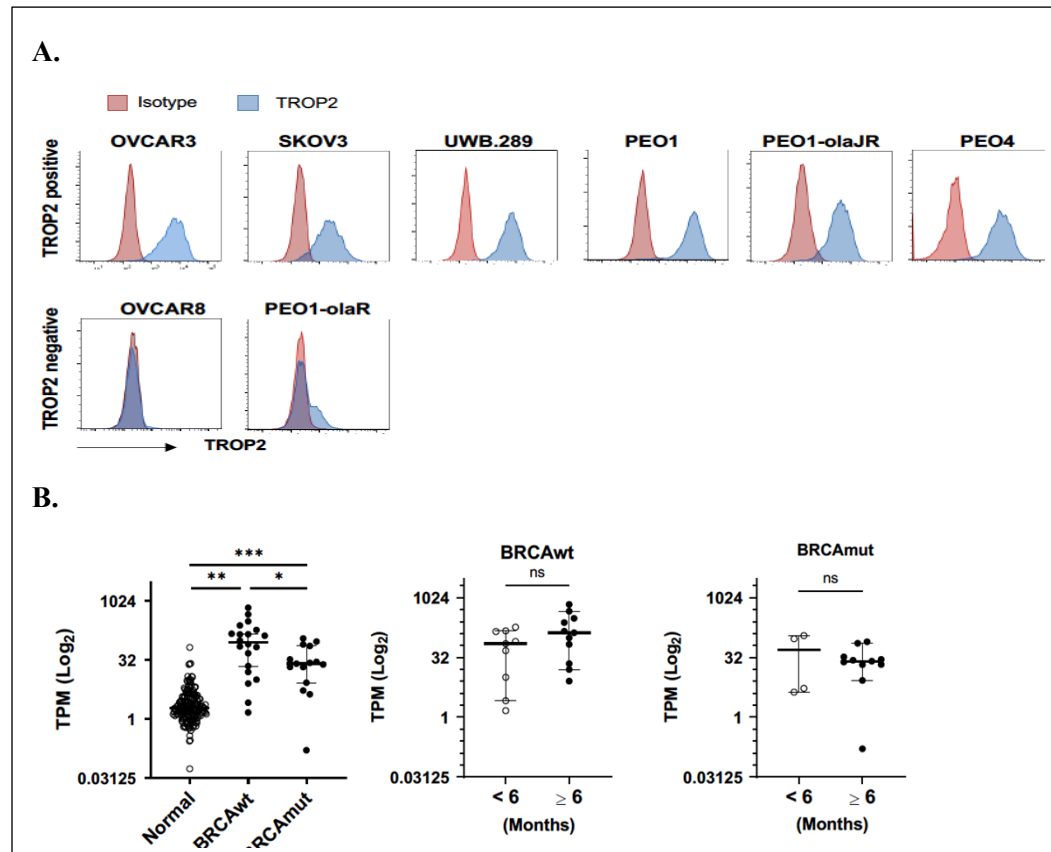 A.
Isotype TROP2
OVCAR3 SKOV3 UWB.289 PEO1 PEO1-olaJR PEO4
TROP2 positive
OVCAR8 PEO1-olaR
TROP2 negative
TROP2
B.
***
** *
TPM (Log2)
1024
32
1
0.03125
Normal
BRCAwt
BRCAmut
BRCAwt
ns
TPM (Log2)
1024
32
1
0.03125
< 6 ≥ 6
(Months)
BRCAmut
ns
TPM (Log2)
1024
32
1
0.03125
< 6 ≥ 6
(Months)